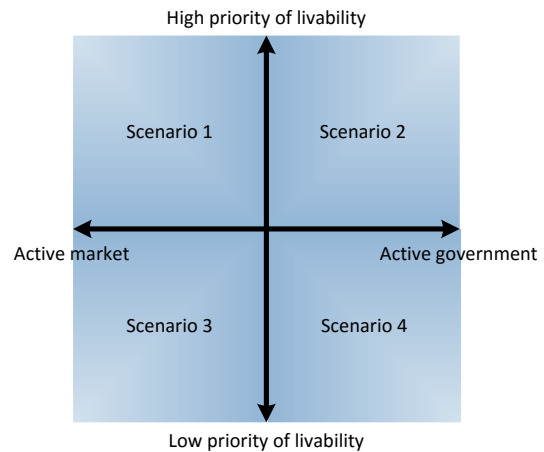 High priority of livability
Scenario 1
Scenario 2
Active market
Active government
Scenario 3
Scenario 4
Low priority of livability